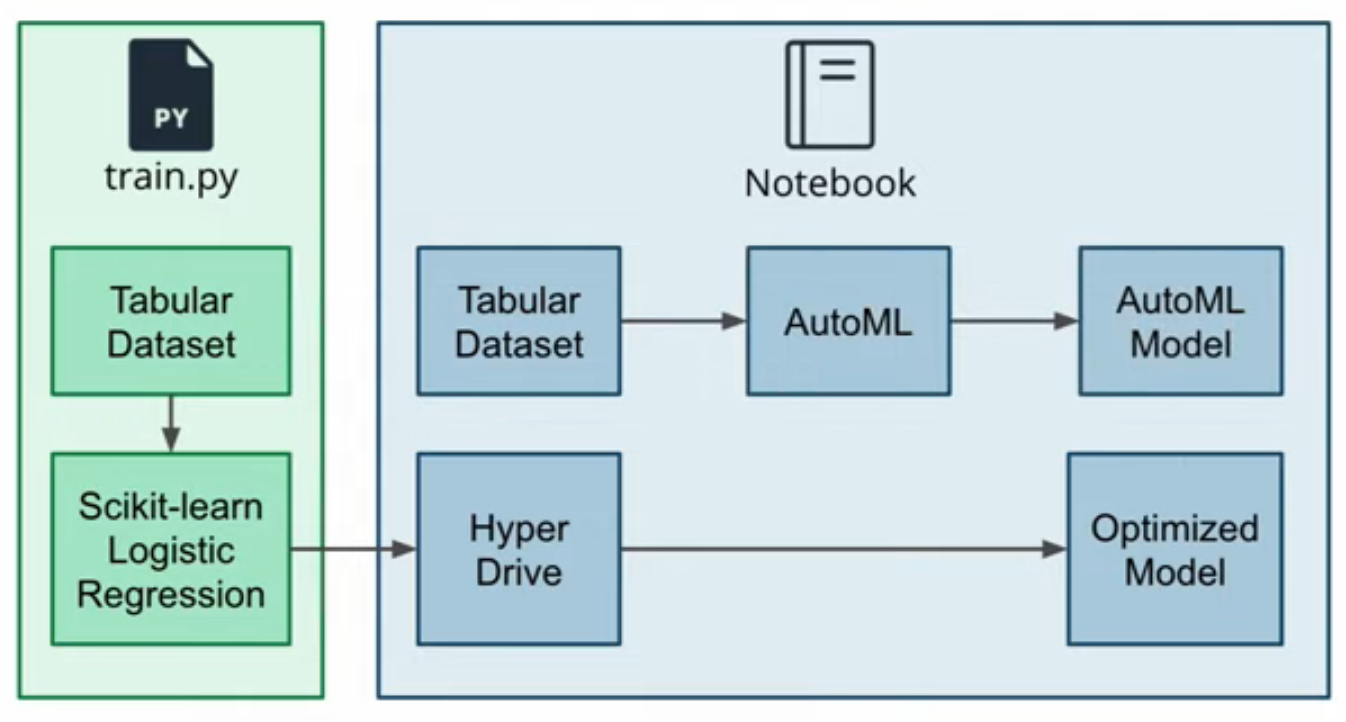 PY
train.py
Tabular
Dataset
Scikit-learn
Logistic
Regression
Notebook
Tabular
Dataset
AutoML
AutoML
Model
Hyper
Drive
Optimized
Model